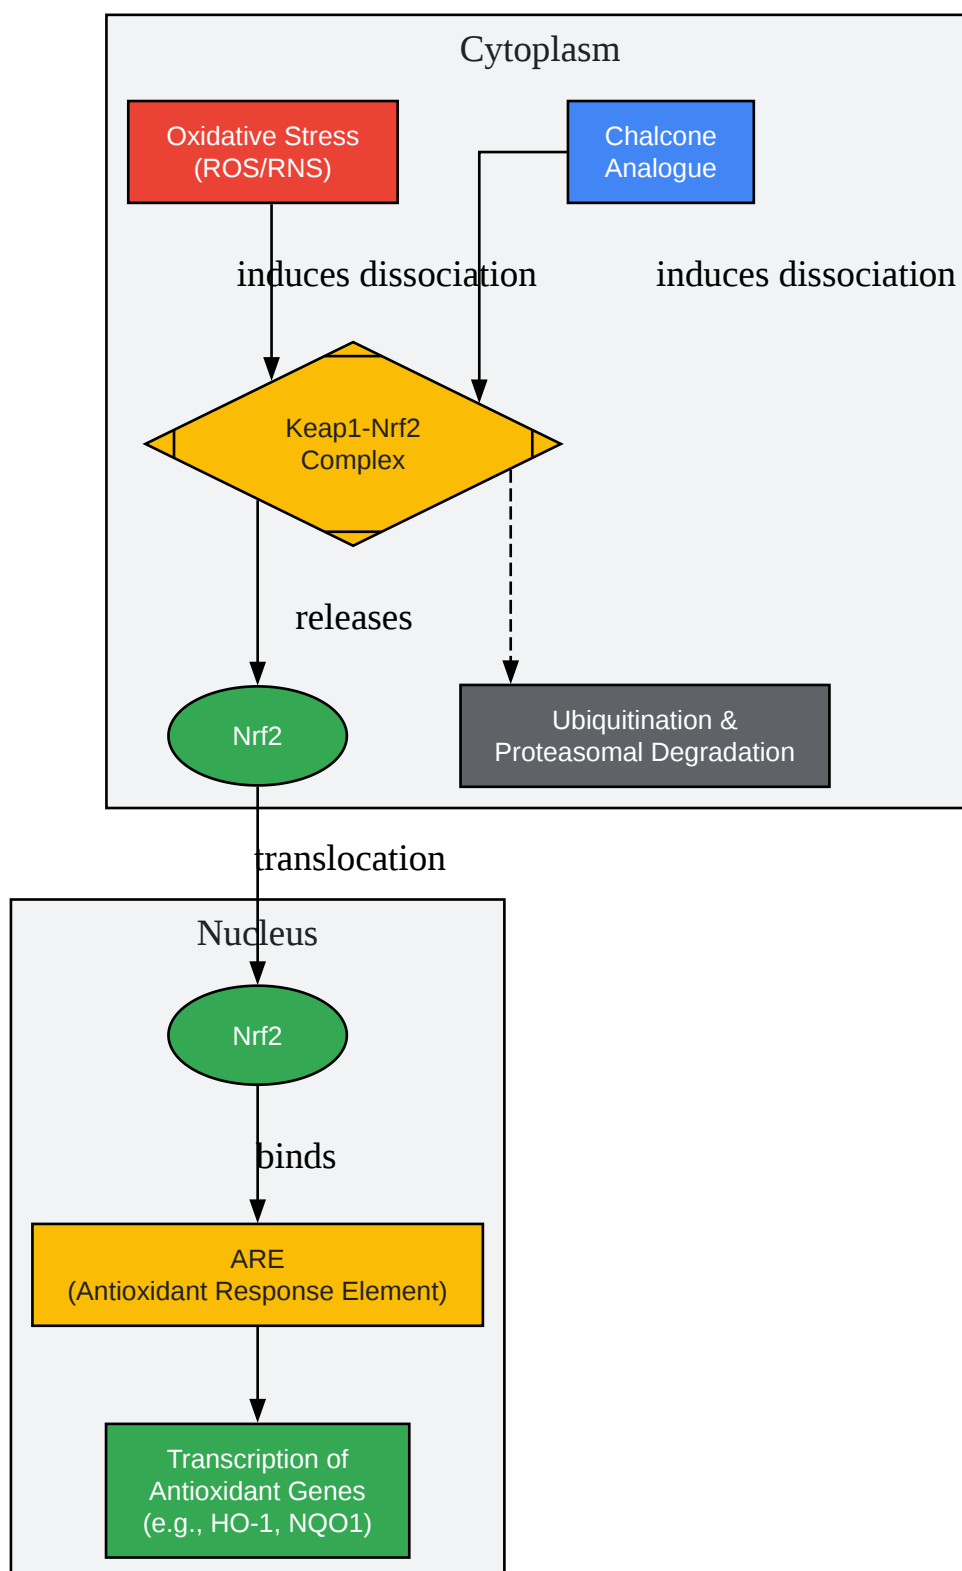 Cytoplasm
Oxidative Stress
(ROS/RNS)
Chalcone
Analogue
induces dissociation
induces dissociation
Keap1-Nrf2
Complex
releases
Nrf2
Ubiquitination &
Proteasomal Degradation
translocation
Nucleus
Nrf2
binds
ARE
(Antioxidant Response Element)
Transcription of
Antioxidant Genes
(e.g., HO-1, NQO1)